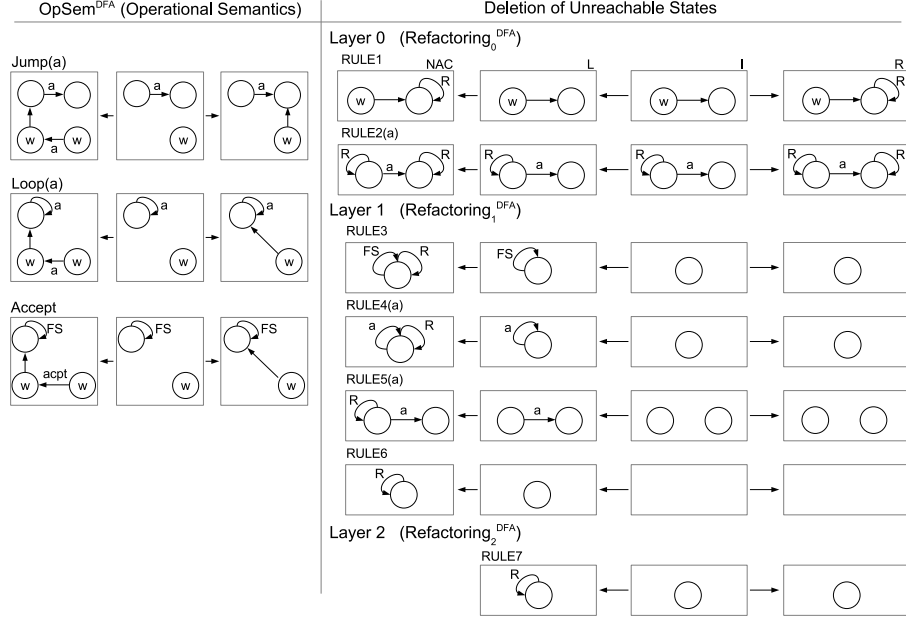 OpSem^DFA (Operational Semantics)
Deletion of Unreachable States
Jump(a)
a
a
a
w
w
w
w
a
Loop(a)
a
a
a
w
w
w
w
a
Accept
FS
FS
FS
acpt
w
w
w
w
Layer 0 (Refactoring_0^DFA)
RULE1 NAC L I R
w R w w w R
RULE2(a)
R a R R a R a R a R
Layer 1 (Refactoring_1^DFA)
RULE3
FS R FS
RULE4(a)
a R a
RULE5(a)
R a a
RULE6
R
Layer 2 (Refactoring_2^DFA)
RULE7
R